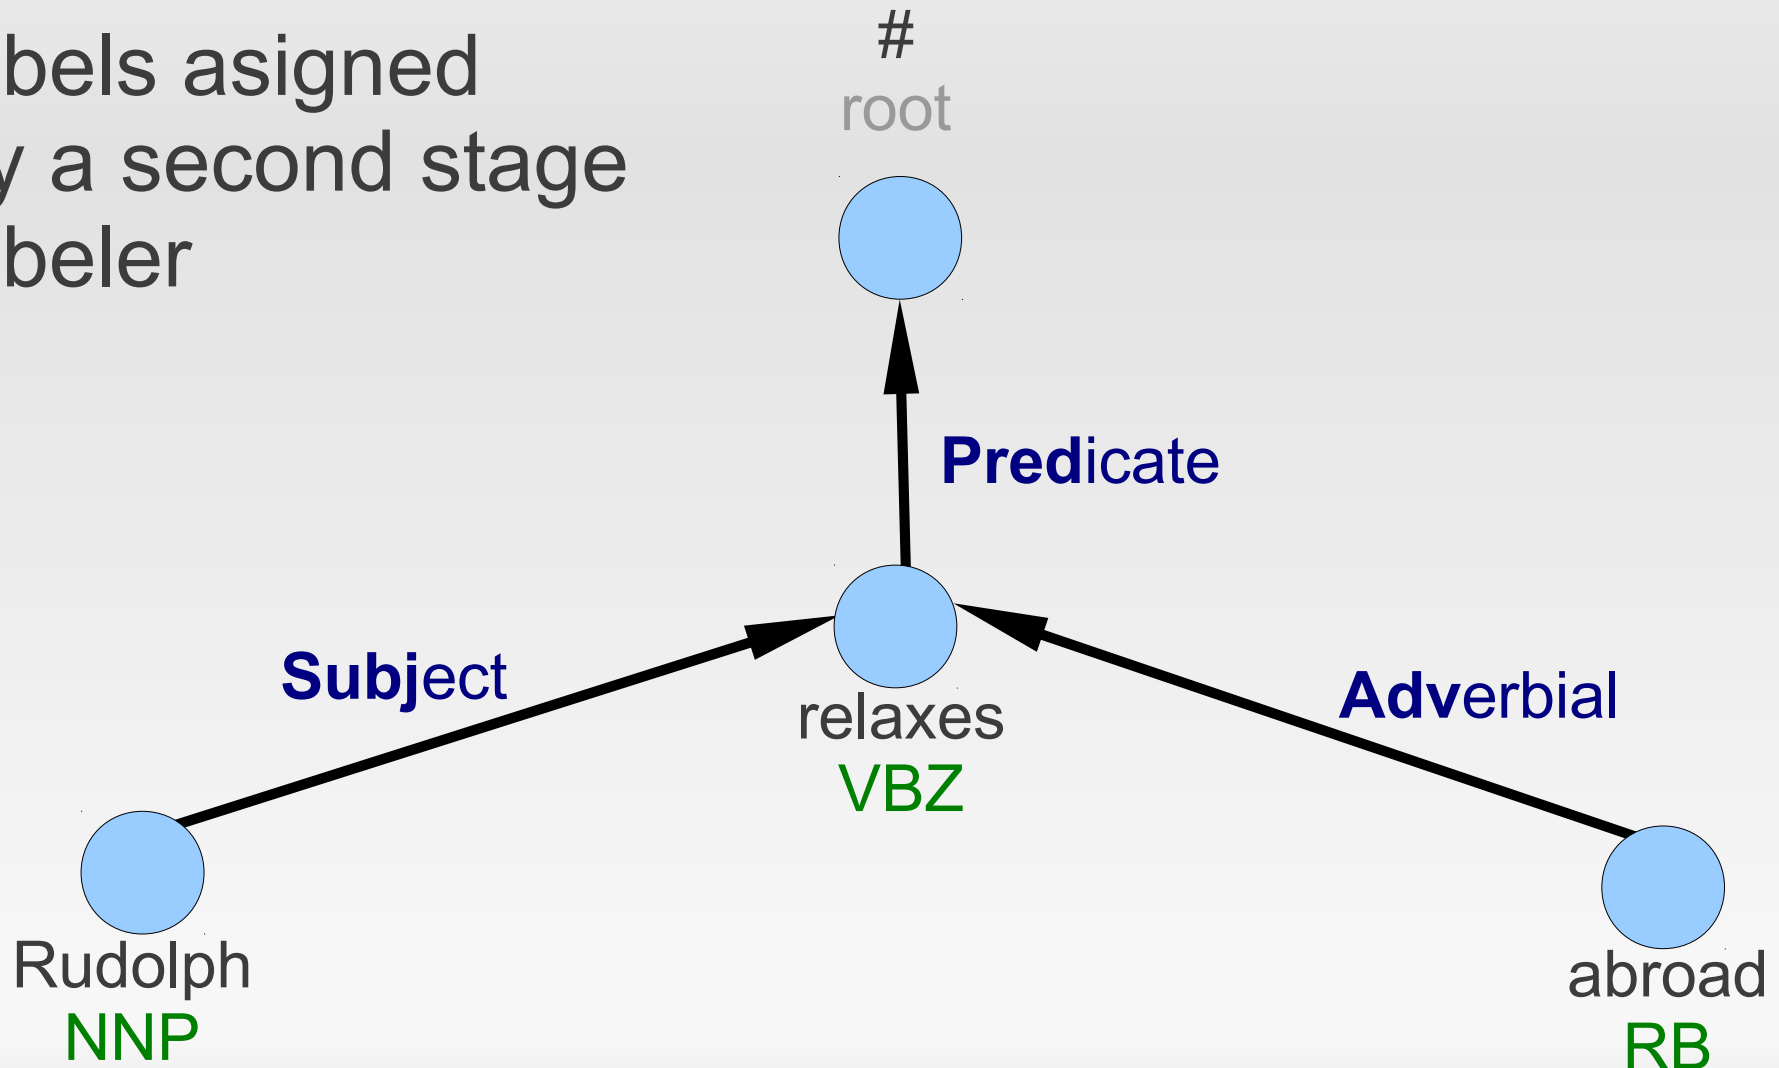 bels asigned
y a second stage
beler
#
root
Predicate
Subject
Adverbial
relaxes
VBZ
Rudolph
NNP
abroad
RB